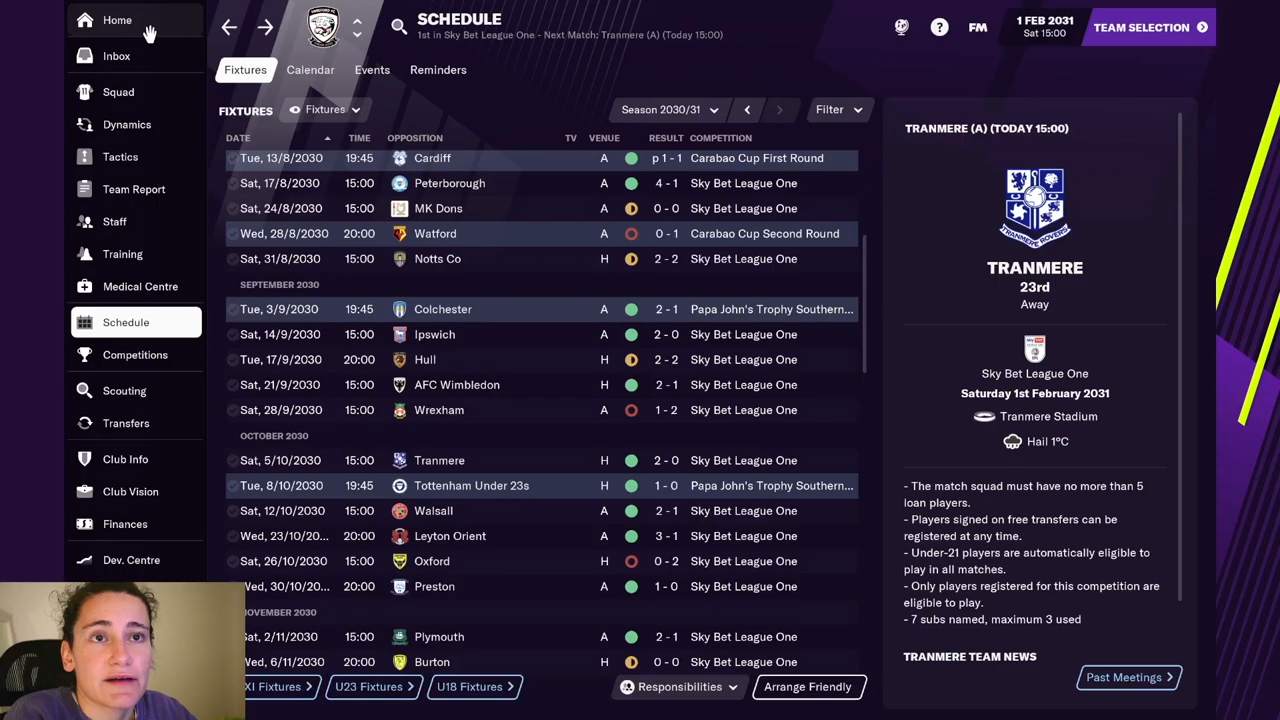 Home
Inbox
Squad
Dynamics
Tactics
Team Report
Staff
Training
Medical Centre
Schedule
Competitions
Scouting
Transfers
Club Info
Club Vision
Finances
Dev. Centre
SCHEDULE
1st in Sky Bet League One - Next Match: Tranmere (A) (Today 15:00)
FM
1 FEB 2031
Sat 15:00
TEAM SELECTION
Fixtures Calendar Events Reminders
FIXTURES Fixtures Season 2030/31 Filter
DATE TIME OPPOSITION TV VENUE RESULT COMPETITION
Tue, 13/8/2030 19:45 Cardiff A p 1 - 1 Carabao Cup First Round
Sat, 17/8/2030 15:00 Peterborough A 4 - 1 Sky Bet League One
Sat, 24/8/2030 15:00 MK Dons A 0 - 0 Sky Bet League One
Wed, 28/8/2030 20:00 Watford A 0 - 1 Carabao Cup Second Round
Sat, 31/8/2030 15:00 Notts Co H 2 - 2 Sky Bet League One
SEPTEMBER 2030
Tue, 3/9/2030 19:45 Colchester A 2 - 1 Papa John's Trophy Southern...
Sat, 14/9/2030 15:00 Ipswich A 2 - 0 Sky Bet League One
Tue, 17/9/2030 20:00 Hull H 2 - 2 Sky Bet League One
Sat, 21/9/2030 15:00 AFC Wimbledon H 2 - 1 Sky Bet League One
Sat, 28/9/2030 15:00 Wrexham A 1 - 2 Sky Bet League One
OCTOBER 2030
Sat, 5/10/2030 15:00 Tranmere H 2 - 0 Sky Bet League One
Tue, 8/10/2030 19:45 Tottenham Under 23s H 1 - 0 Papa John's Trophy Southern...
Sat, 12/10/2030 15:00 Walsall A 2 - 1 Sky Bet League One
Wed, 23/10/20... 20:00 Leyton Orient A 3 - 1 Sky Bet League One
Sat, 26/10/2030 15:00 Oxford H 0 - 2 Sky Bet League One
Wed, 30/10/20... 20:00 Preston A 1 - 0 Sky Bet League One
NOVEMBER 2030
Sat, 2/11/2030 15:00 Plymouth A 2 - 1 Sky Bet League One
Wed, 6/11/2030 20:00 Burton H 0 - 0 Sky Bet League One
XI Fixtures U23 Fixtures U18 Fixtures Responsibilities Arrange Friendly
TRANMERE (A) (TODAY 15:00)
TRANMERE ROVERS
TRANMERE
23rd
Away
Sky Bet League One
Saturday 1st February 2031
Tranmere Stadium
Hail 1°C
- The match squad must have no more than 5
loan players.
- Players signed on free transfers can be
registered at any time.
- Under-21 players are automatically eligible to
play in all matches.
- Only players registered for this competition are
eligible to play.
- 7 subs named, maximum 3 used
TRANMERE TEAM NEWS
Past Meetings